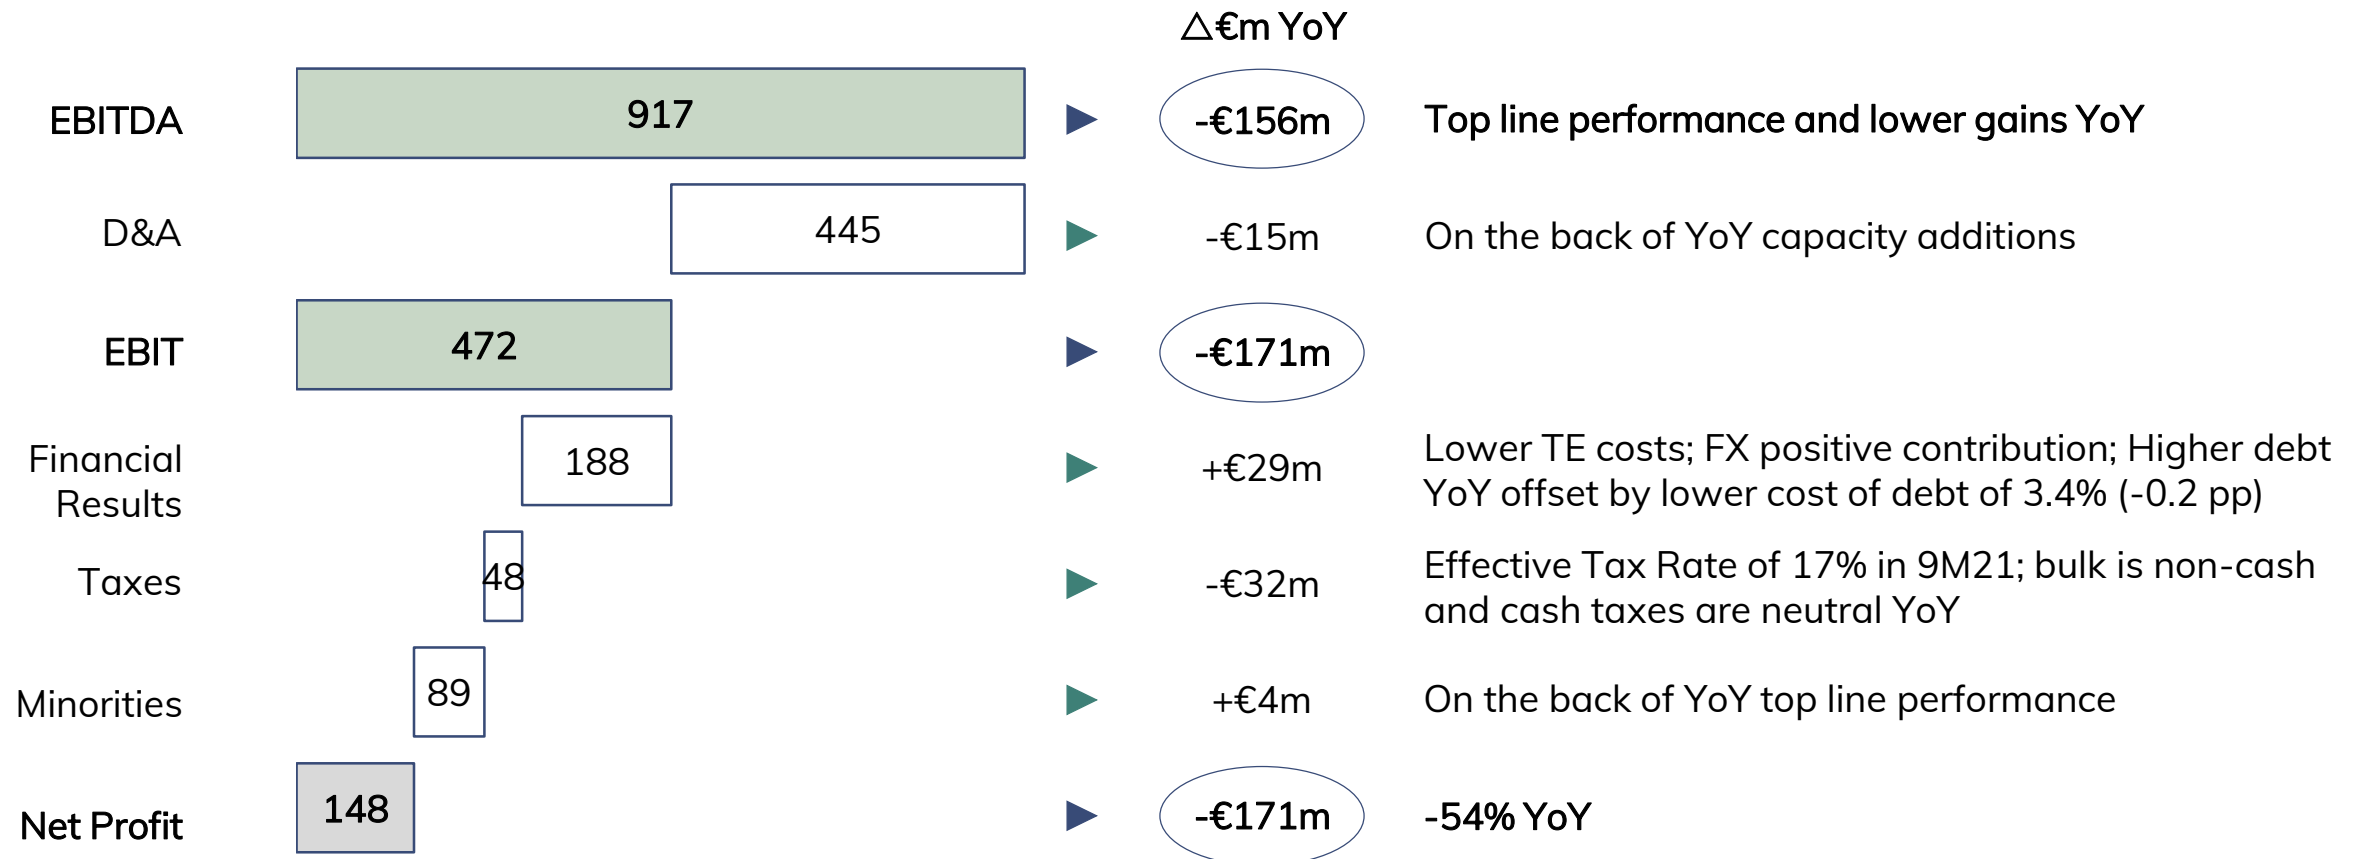 △€m YoY
EBITDA
917
-€156m
Top line performance and lower gains YoY
D&A
445
-€15m
On the back of YoY capacity additions
EBIT
472
-€171m
Financial
Results
188
+€29m
Lower TE costs; FX positive contribution; Higher debt
YoY offset by lower cost of debt of 3.4% (-0.2 pp)
Taxes
48
-€32m
Effective Tax Rate of 17% in 9M21; bulk is non-cash
and cash taxes are neutral YoY
Minorities
89
+€4m
On the back of YoY top line performance
Net Profit
148
-€171m
-54% YoY